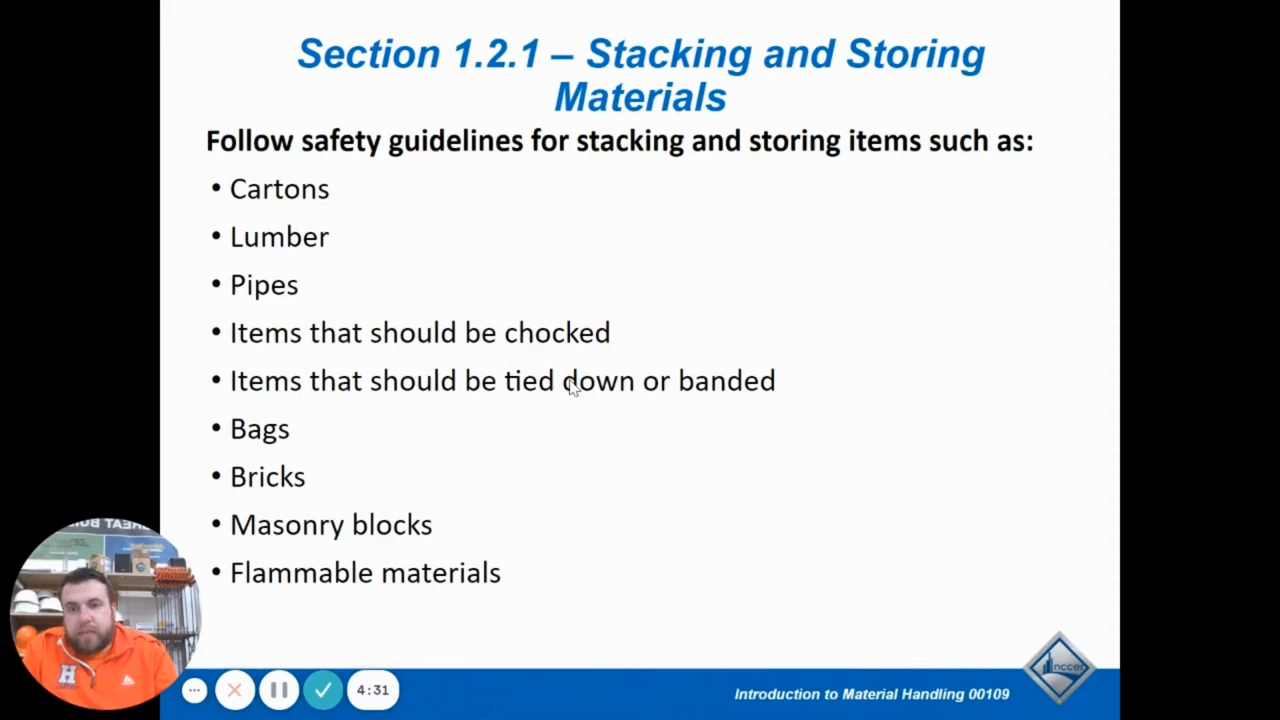 Section 1.2.1 – Stacking and Storing
Materials
Follow safety guidelines for stacking and storing items such as:
• Cartons
• Lumber
• Pipes
• Items that should be chocked
• Items that should be tied down or banded
• Bags
• Bricks
• Masonry blocks
• Flammable materials
H
4:31
Introduction to Material Handling 00109
nccer